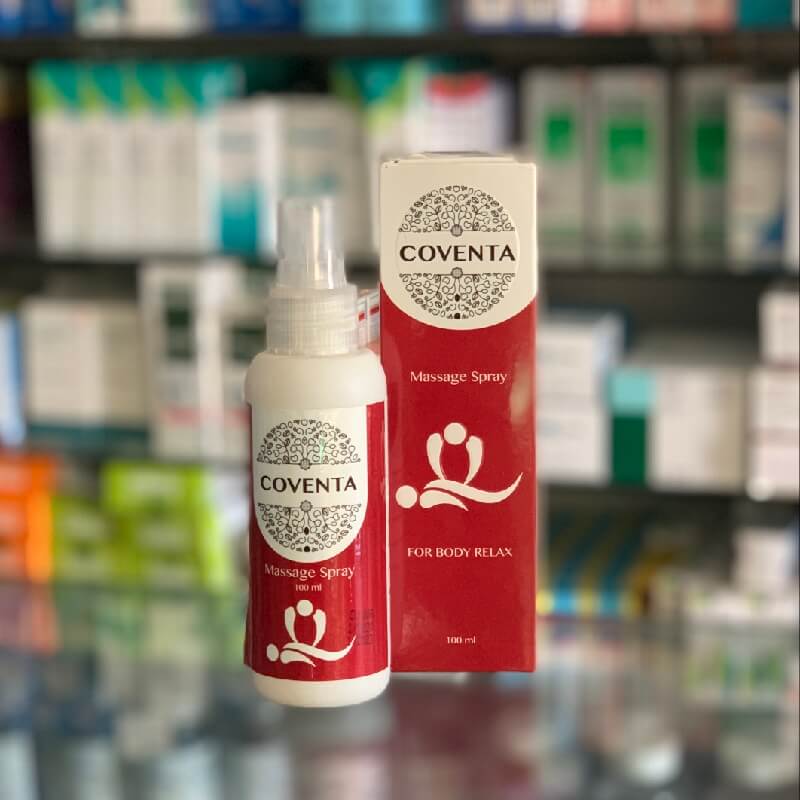 COVENTA
Massage Spray
100 ml
COVENTA
Massage Spray
FOR BODY RELAX
100 ml